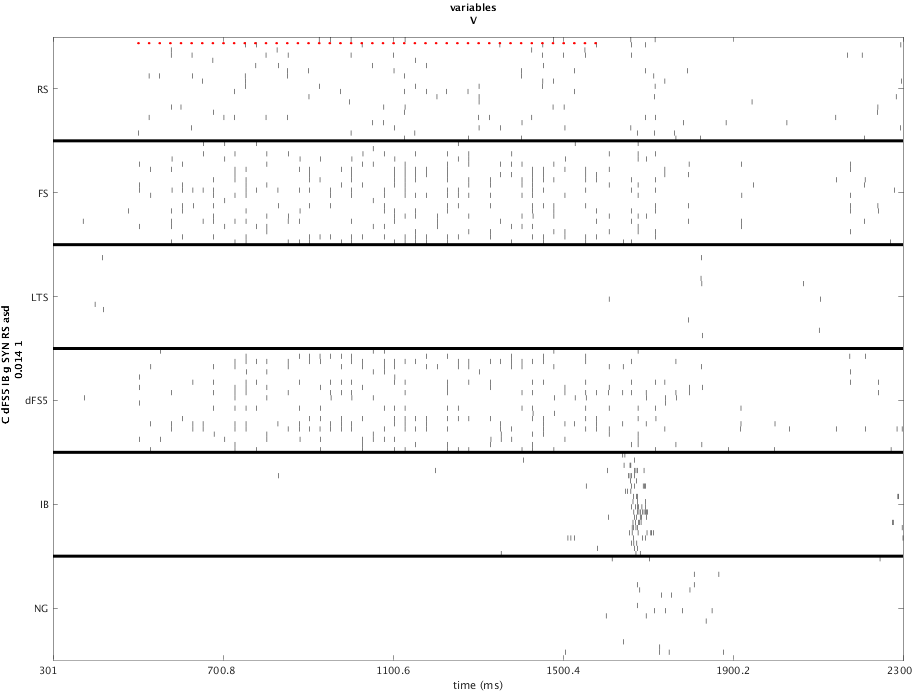 variables
V
RS
FS
LTS
dFS5
IB
NG
C dFS5 IB g SYN RS asd
0.014 1
301
700.8
1100.6
1500.4
1900.2
2300
time (ms)